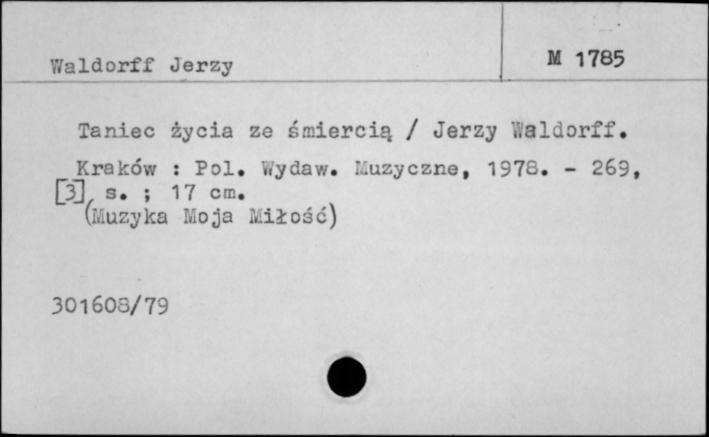 Waldorff Jerzy
M 1785
Taniec życia ze śmiercią / Jerzy Waldorff.
Kraków : Pol. Wydaw. Muzyczne, 1978. - 269,
[3] s. ; 17 cm.
(Muzyka Moja Miłość)
301608/79